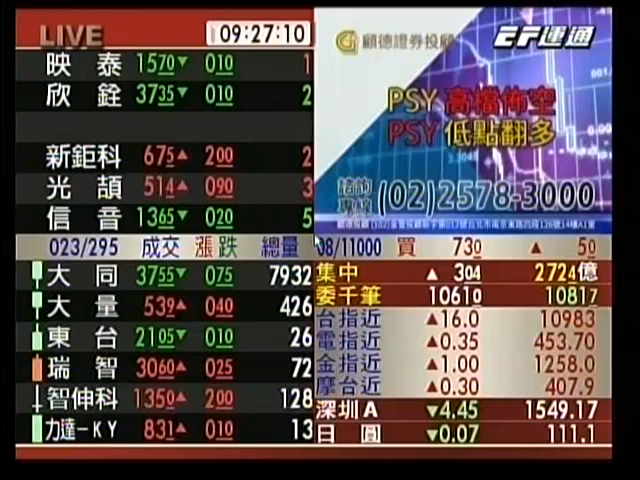 LIVE 09:27:10
映泰 1570▼ 010 1
欣銓 3735▼ 010 2
新鉅科 675▲ 200 2
光頡 514▲ 090 3
信音 1365▼ 020 5
023/295 成交 漲跌 總量
大同 3755▼ 075 7932
大量 539▲ 040 426
東台 2105▼ 010 26
瑞智 3060▲ 025 72
智伸科 1350▲ 200 128
力達-KY 831▲ 010 13
顧德證券投顧
EF運通
PSY 高檔佈空
PSY 低點翻多
諮詢專線 (02)2578-3000
08/11000 買 730 ▲ 50
集中 ▲ 304 2724億
委千筆 10610 10817
台指近 ▲16.0 10983
電指近 ▲0.35 453.70
金指近 ▲1.00 1258.0
摩台近 ▲0.30 407.9
深圳A ▼4.45 1549.17
日圓 ▼0.07 111.1